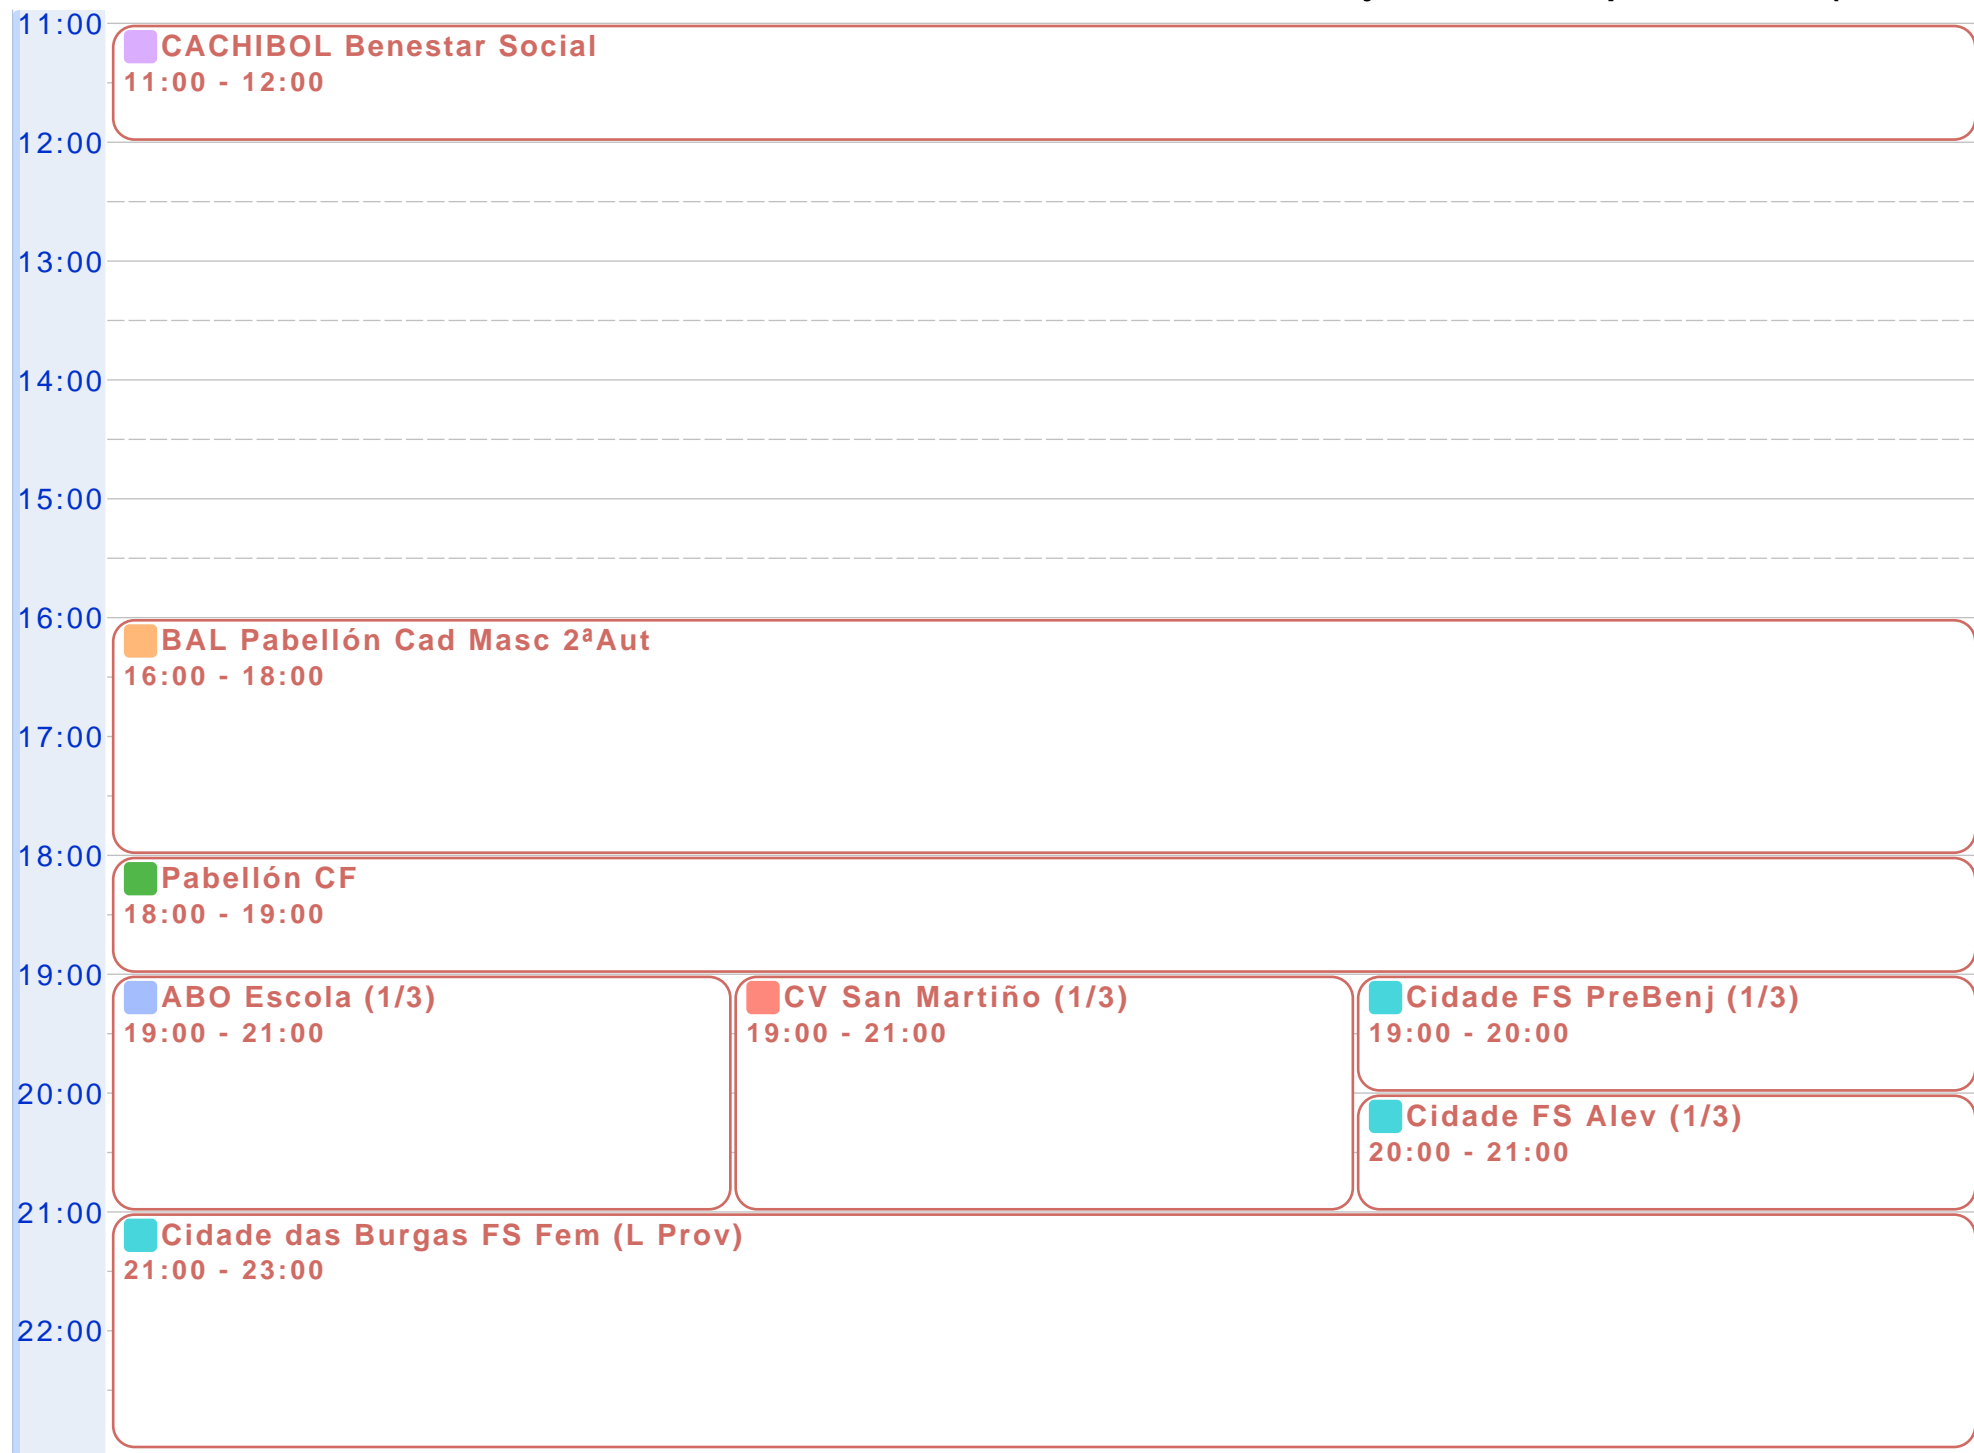 11:00
CACHIBOL Benestar Social
11:00 - 12:00
12:00
13:00
14:00
15:00
16:00
BAL Pabellón Cad Masc 2ªAut
16:00 - 18:00
17:00
18:00
Pabellón CF
18:00 - 19:00
19:00
ABO Escola (1/3)
19:00 - 21:00
CV San Martiño (1/3)
19:00 - 21:00
Cidade FS PreBenj (1/3)
19:00 - 20:00
20:00
Cidade FS Alev (1/3)
20:00 - 21:00
21:00
Cidade das Burgas FS Fem (L Prov)
21:00 - 23:00
22:00